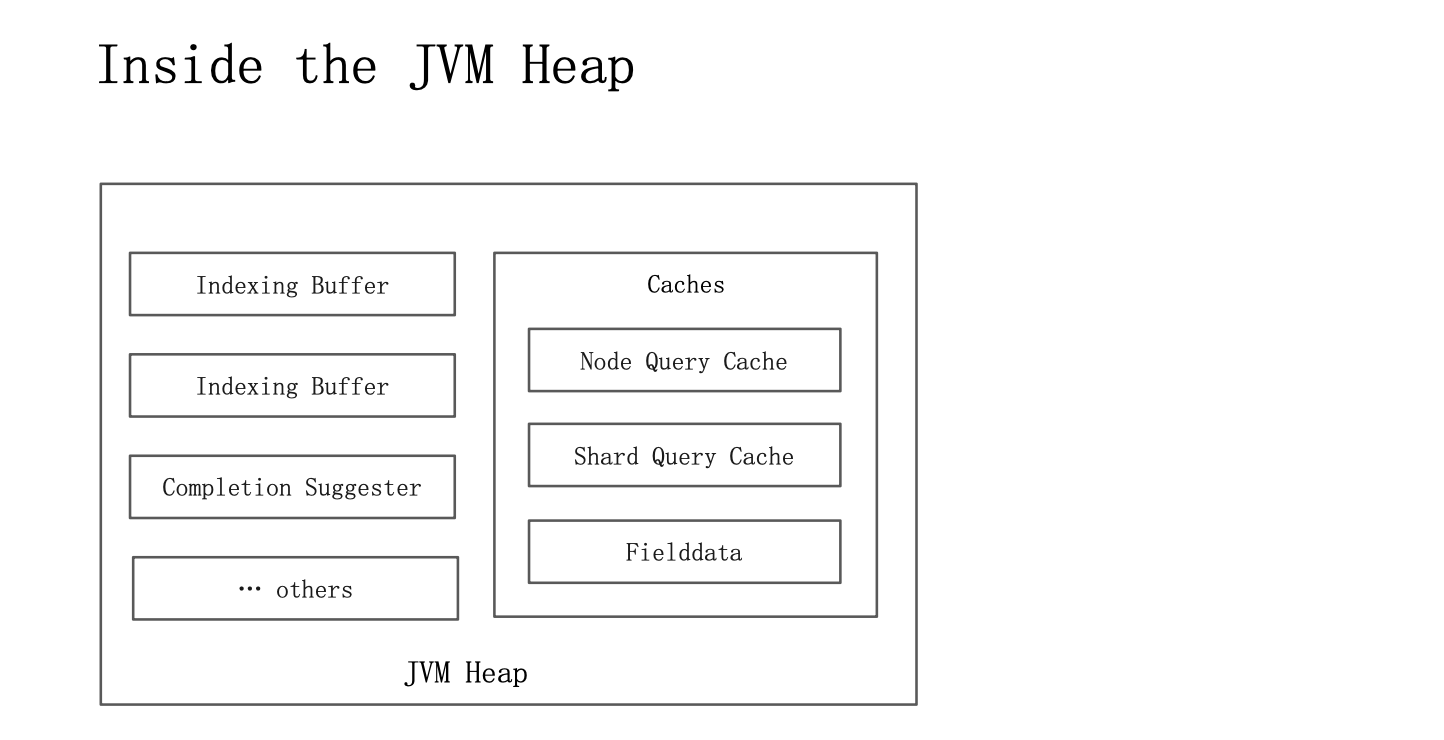 Inside the JVM Heap
Indexing Buffer
Indexing Buffer
Completion Suggester
… others
Caches
Node Query Cache
Shard Query Cache
Fielddata
JVM Heap